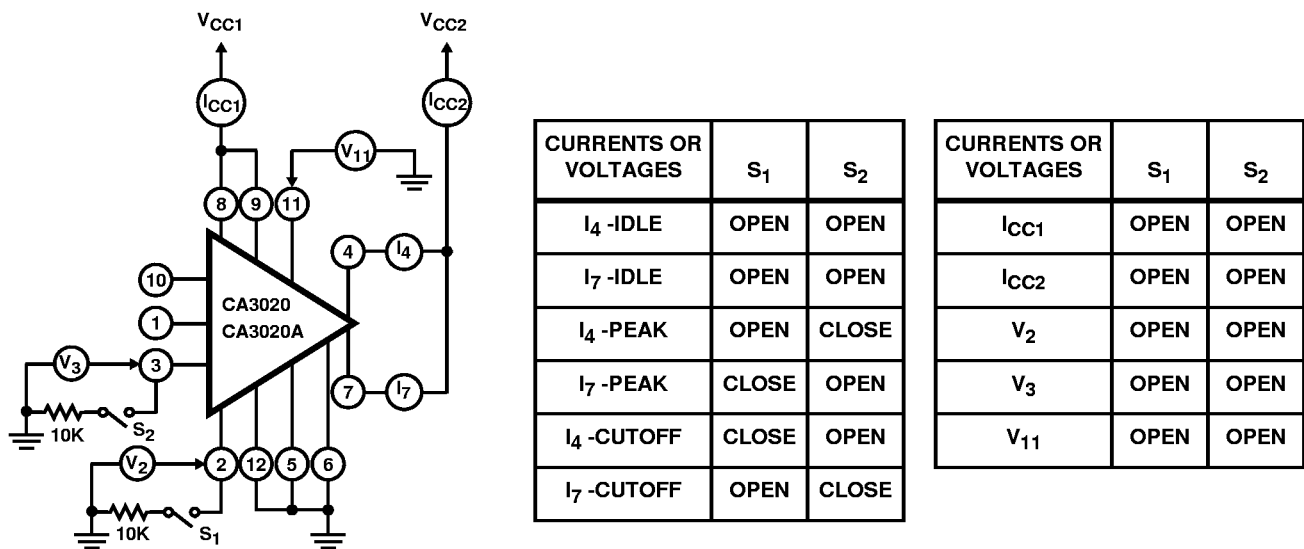 VCC1 VCC2
ICC1 ICC2
V11
8 9 11
4 I4
10
CA3020
1 CA3020A
V3 3
7 I7
10K S2
V2 2 12 5 6
10K S1
CURRENTS OR VOLTAGES S1 S2
I4 -IDLE OPEN OPEN
I7 -IDLE OPEN OPEN
I4 -PEAK OPEN CLOSE
I7 -PEAK CLOSE OPEN
I4 -CUTOFF CLOSE OPEN
I7 -CUTOFF OPEN CLOSE
CURRENTS OR VOLTAGES S1 S2
ICC1 OPEN OPEN
ICC2 OPEN OPEN
V2 OPEN OPEN
V3 OPEN OPEN
V11 OPEN OPEN